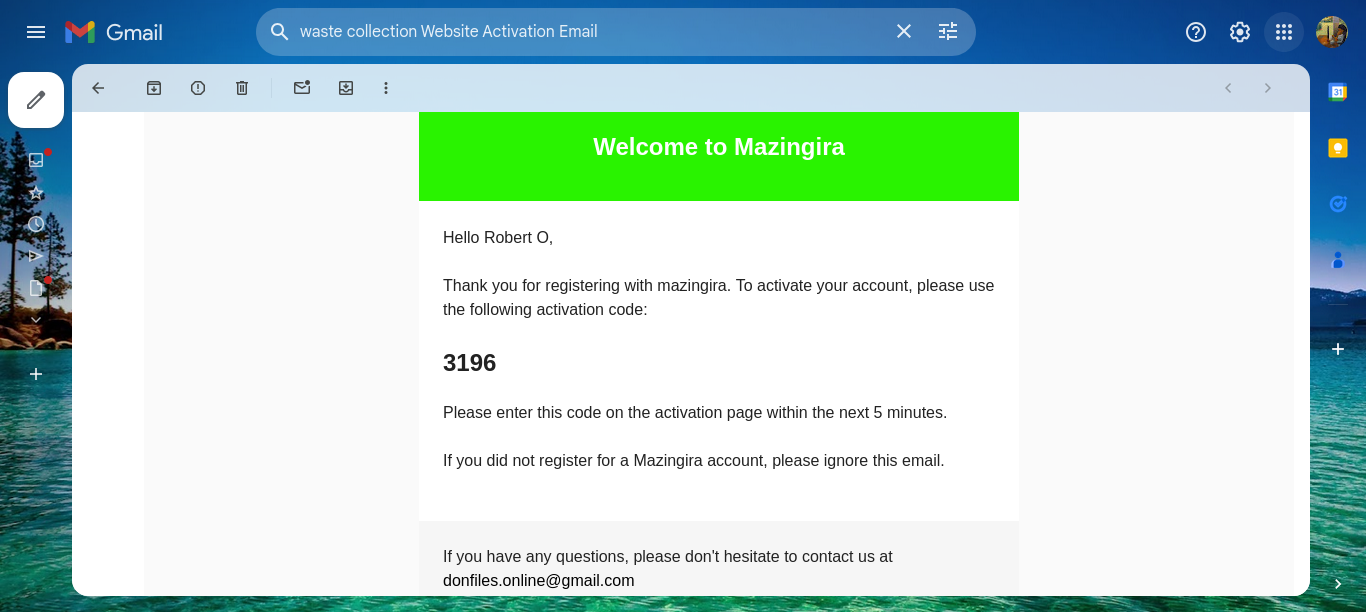 Gmail
waste collection Website Activation Email
Welcome to Mazingira
Hello Robert O,
Thank you for registering with mazingira. To activate your account, please use
the following activation code:
3196
Please enter this code on the activation page within the next 5 minutes.
If you did not register for a Mazingira account, please ignore this email.
If you have any questions, please don't hesitate to contact us at
donfiles.online@gmail.com
31